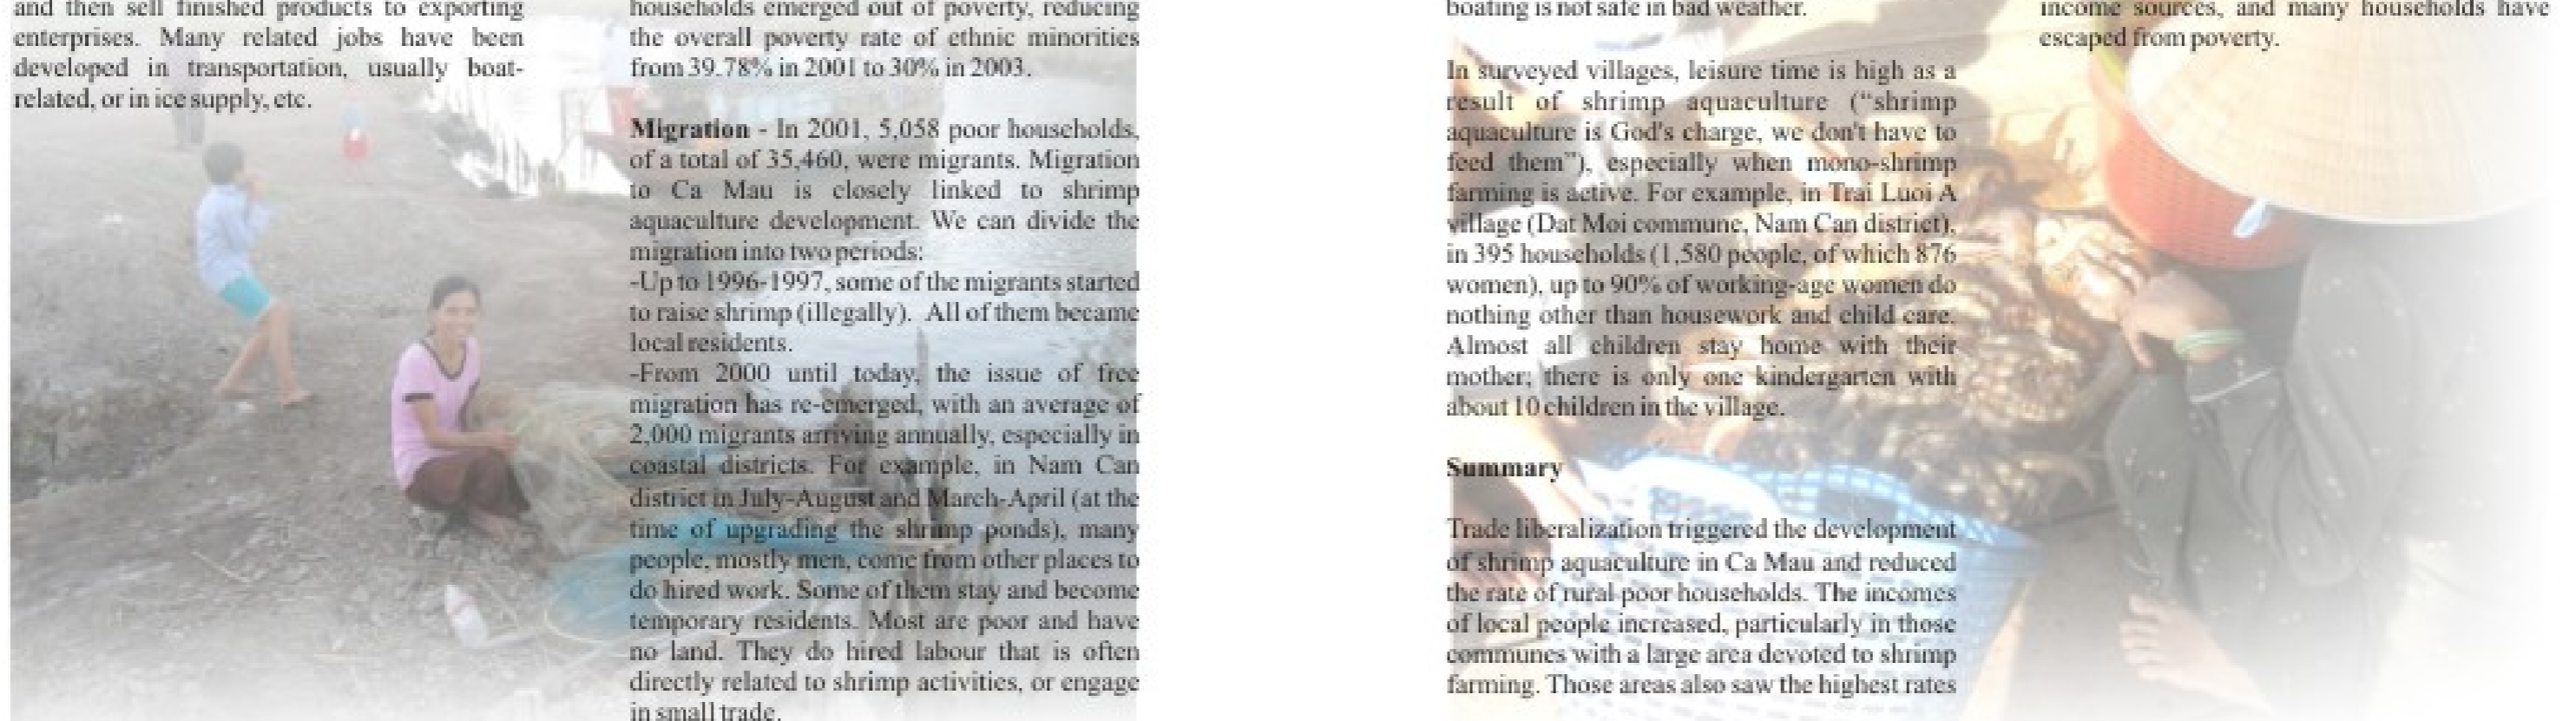 and then sell finished products to exporting
enterprises. Many related jobs have been
developed in transportation, usually boat-
related, or in ice supply, etc.
households emerged out of poverty, reducing
the overall poverty rate of ethnic minorities
from 39.78% in 2001 to 30% in 2003.
Migration - In 2001, 5,058 poor households,
of a total of 35,460, were migrants. Migration
to Ca Mau is closely linked to shrimp
aquaculture development. We can divide the
migration into two periods:
-Up to 1996-1997, some of the migrants started
to raise shrimp (illegally). All of them became
local residents.
-From 2000 until today, the issue of free
migration has re-emerged, with an average of
2,000 migrants arriving annually, especially in
coastal districts. For example, in Nam Can
district in July-August and March-April (at the
time of upgrading the shrimp ponds), many
people, mostly men, come from other places to
do hired work. Some of them stay and become
temporary residents. Most are poor and have
no land. They do hired labour that is often
directly related to shrimp activities, or engage
in small trade.
boating is not safe in bad weather.
In surveyed villages, leisure time is high as a
result of shrimp aquaculture (“shrimp
aquaculture is God's charge, we don't have to
feed them”), especially when mono-shrimp
farming is active. For example, in Trai Luoi A
village (Dat Moi commune, Nam Can district),
in 395 households (1,580 people, of which 876
women), up to 90% of working-age women do
nothing other than housework and child care.
Almost all children stay home with their
mother; there is only one kindergarten with
about 10 children in the village.
Summary
Trade liberalization triggered the development
of shrimp aquaculture in Ca Mau and reduced
the rate of rural poor households. The incomes
of local people increased, particularly in those
communes with a large area devoted to shrimp
farming. Those areas also saw the highest rates
income sources, and many households have
escaped from poverty.